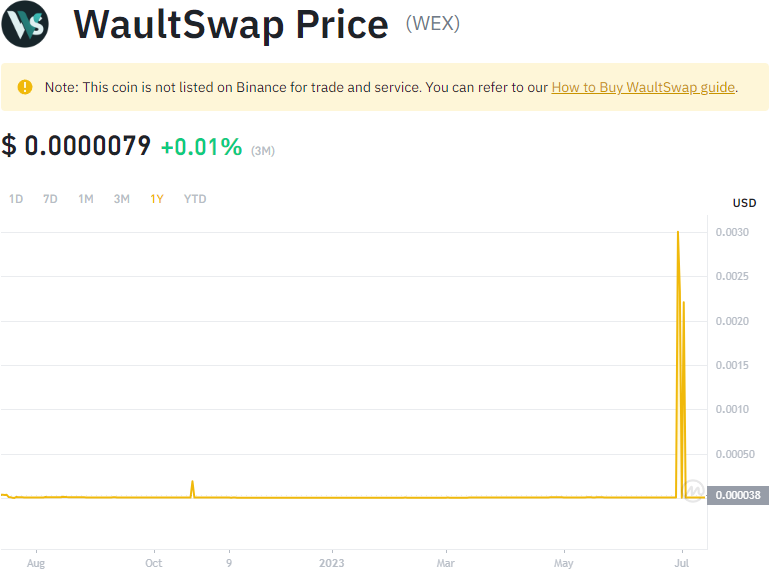 WS
WaultSwap Price (WEX)
Note: This coin is not listed on Binance for trade and service. You can refer to our How to Buy WaultSwap guide.
$ 0.0000079 +0.01% (3M)
1D 7D 1M 3M 1Y YTD
USD
0.0030
0.0025
0.0020
0.0015
0.0010
0.00050
0.000038
Aug Oct 9 2023 Mar May Jul